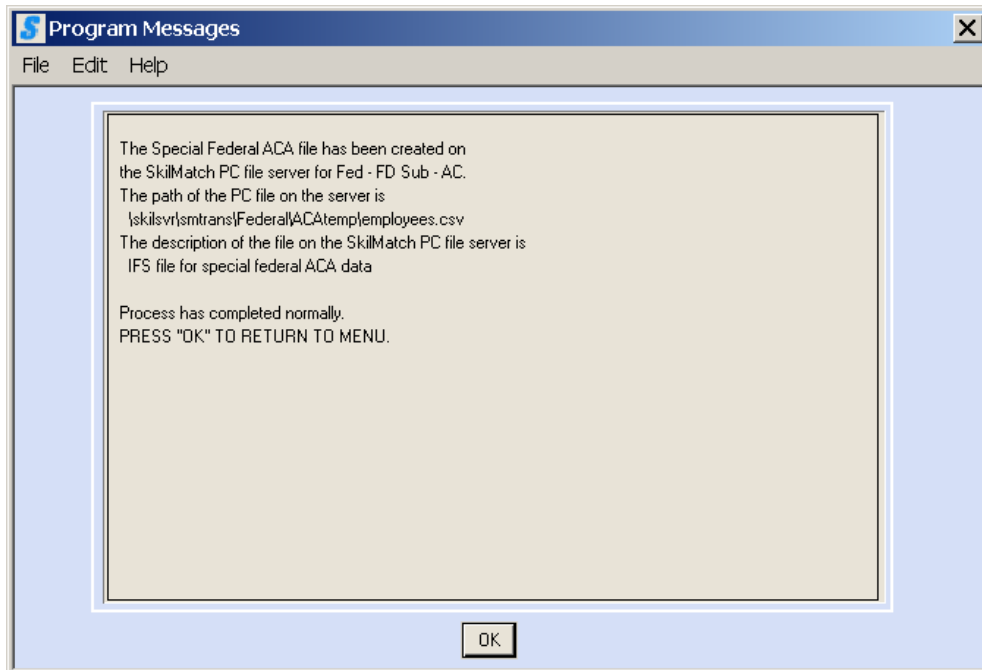 Program Messages
File Edit Help
The Special Federal ACA file has been created on
the SkilMatch PC file server for Fed - FD Sub - AC.
The path of the PC file on the server is
\skilsvr\smtrans\Federal\ACAtemp\employees.csv
The description of the file on the SkilMatch PC file server is
IFS file for special federal ACA data
Process has completed normally.
PRESS "OK" TO RETURN TO MENU.
OK